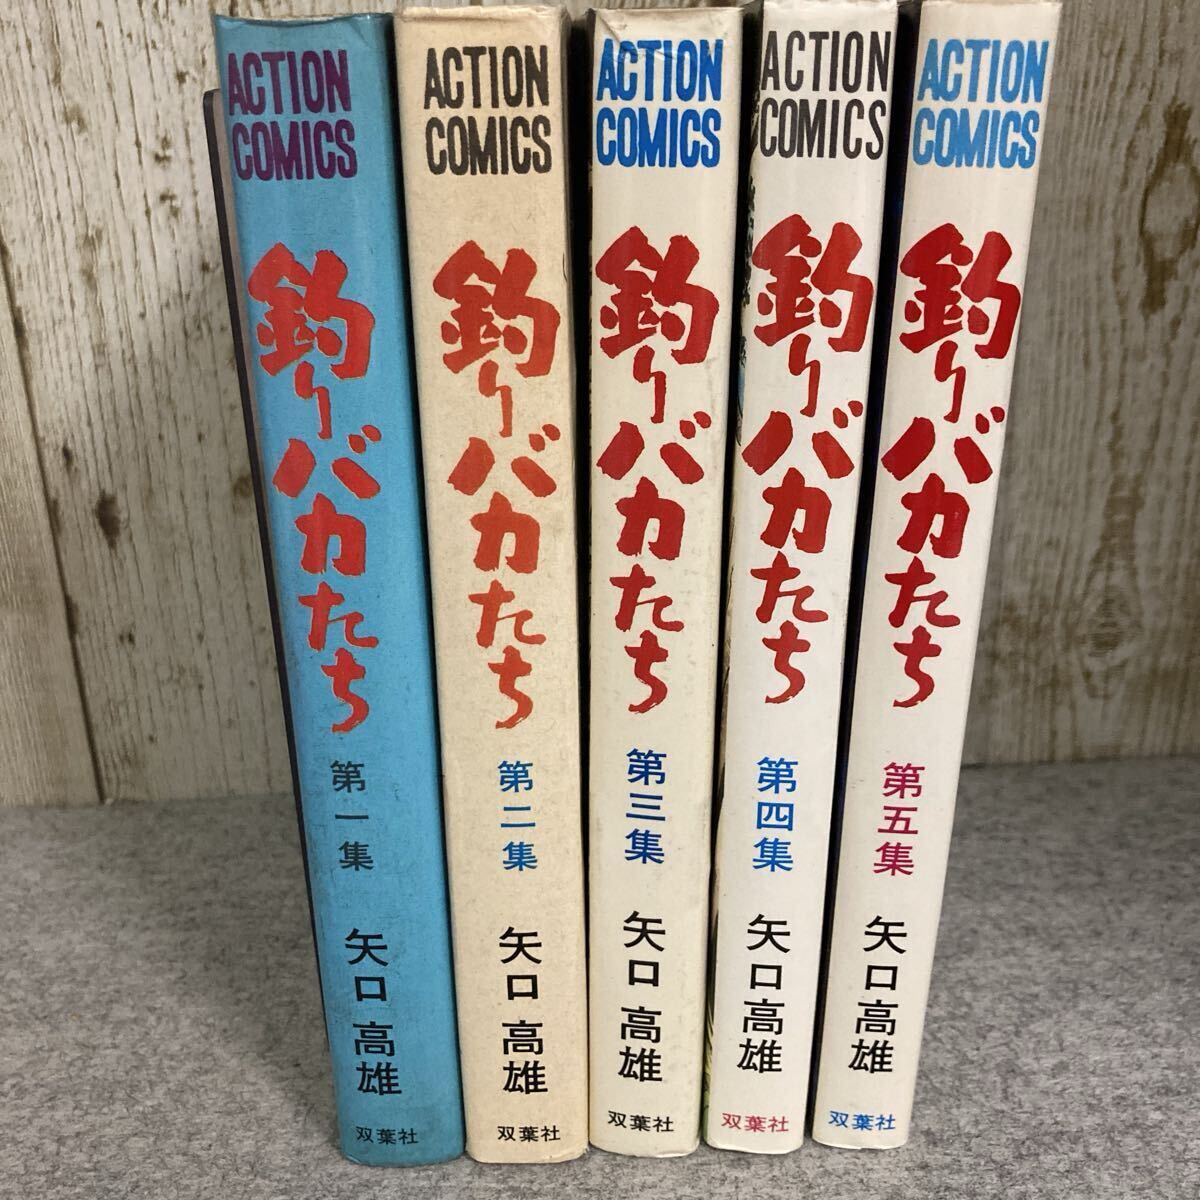 ACTION
COMICS
釣りバカたち
第一集
矢口高雄
双葉社
ACTION
COMICS
釣りバカたち
第二集
矢口高雄
双葉社
ACTION
COMICS
釣りバカたち
第三集
矢口高雄
双葉社
ACTION
COMICS
釣りバカたち
第四集
矢口高雄
双葉社
ACTION
COMICS
釣りバカたち
第五集
矢口高雄
双葉社